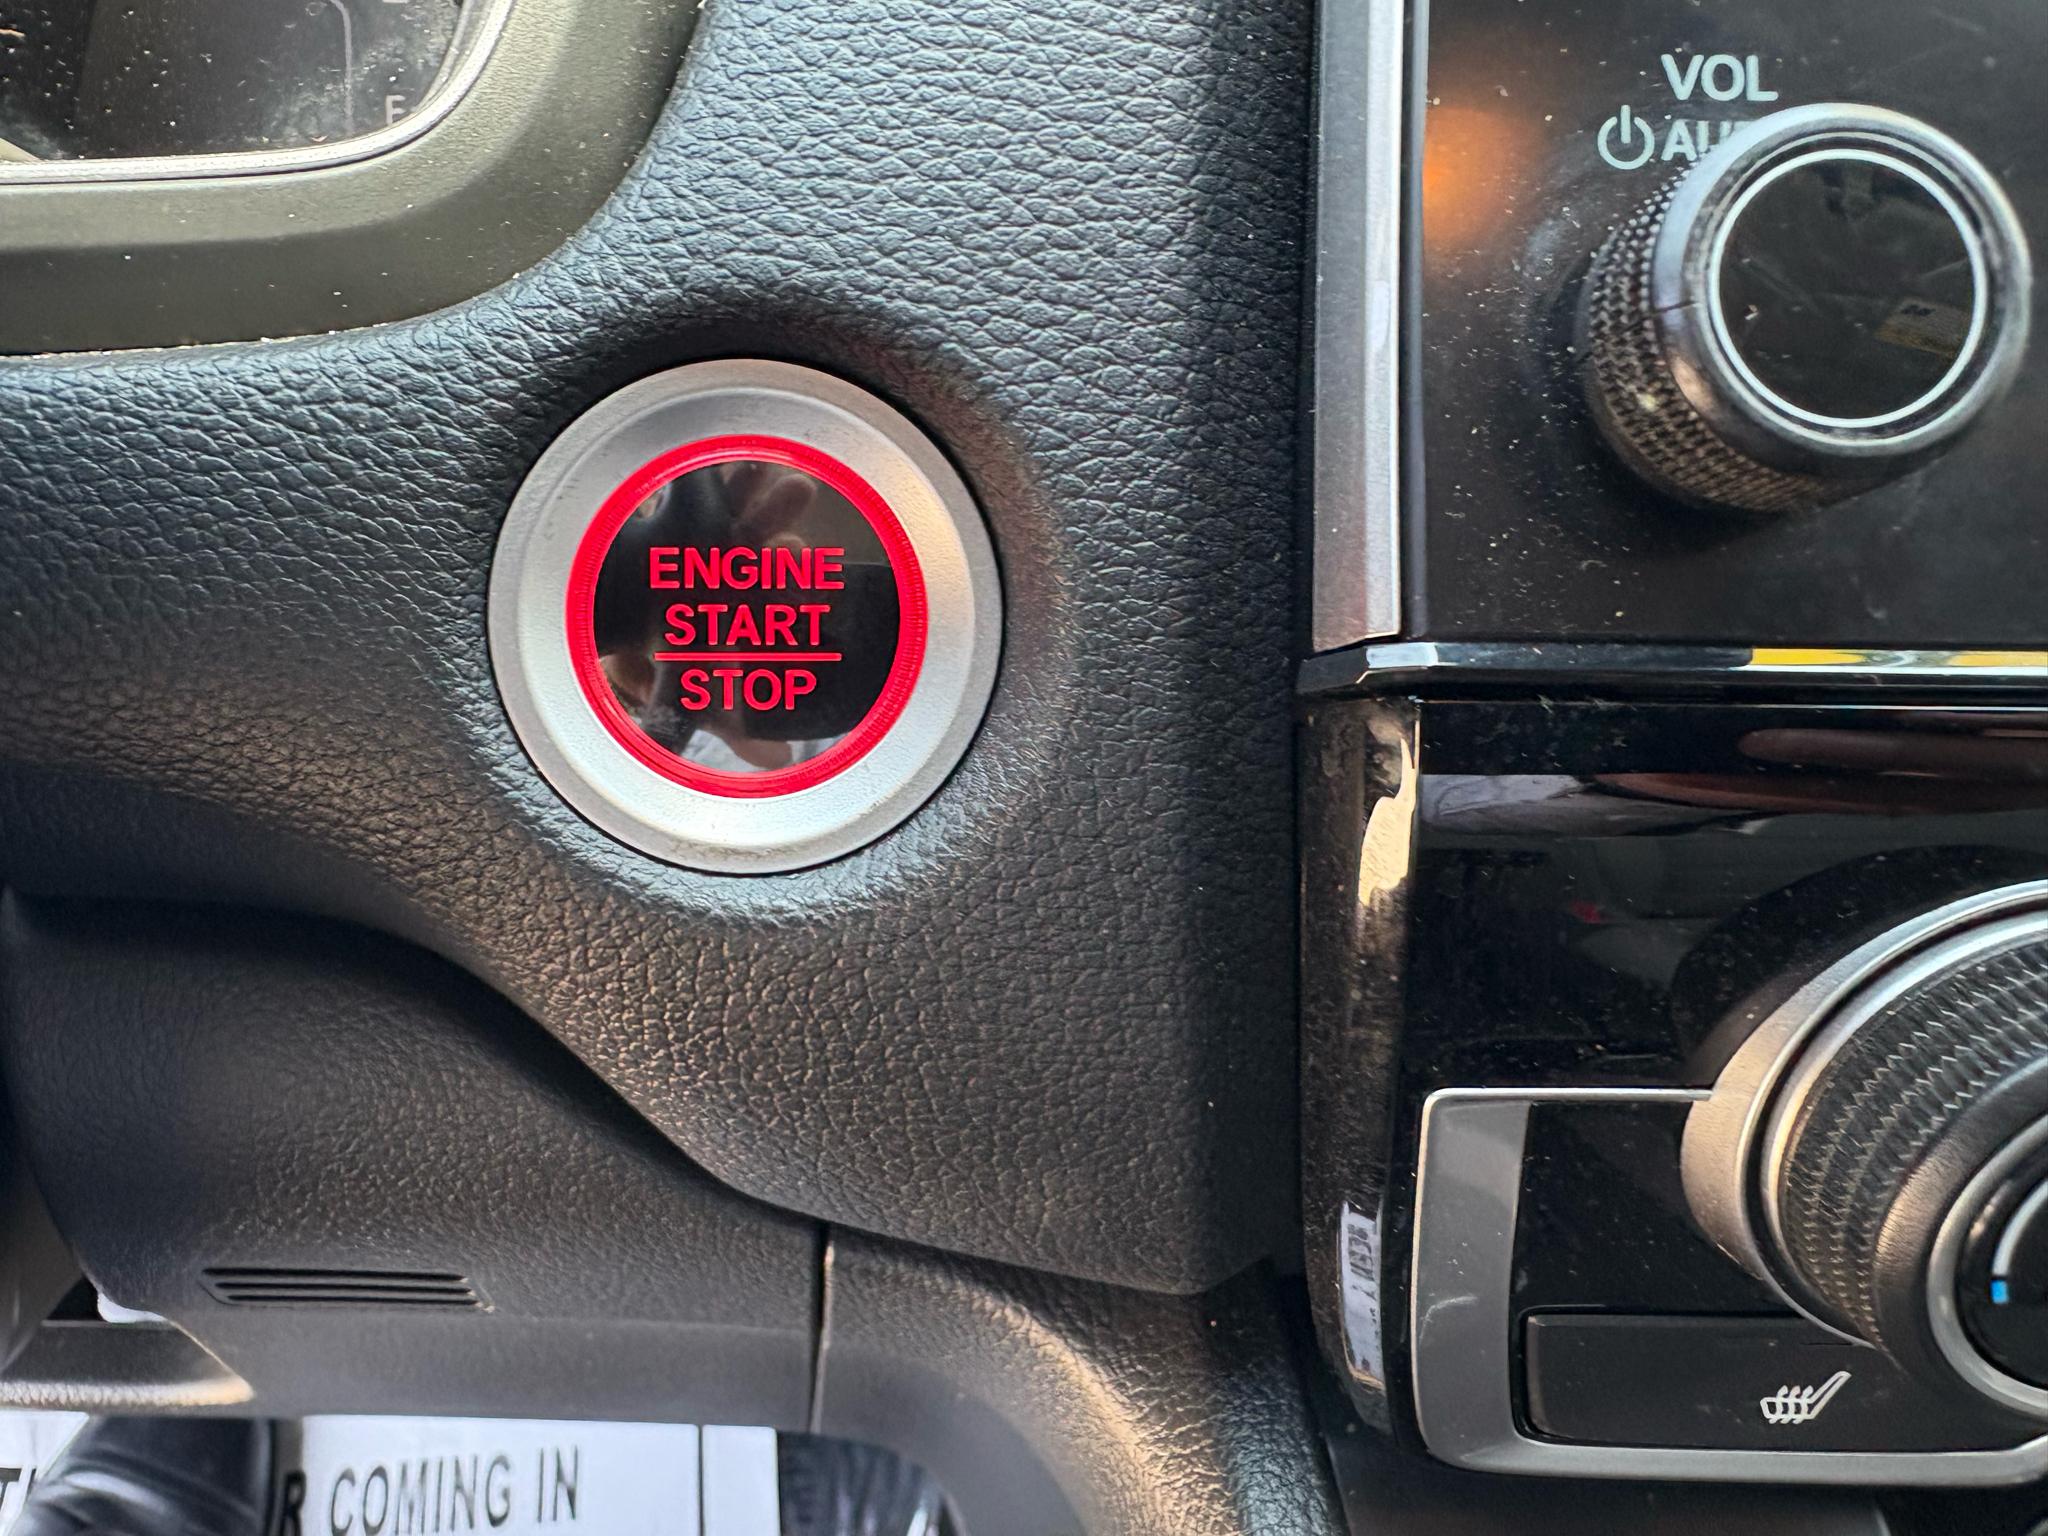 F
VOL
ENGINE
START
STOP
COMING IN